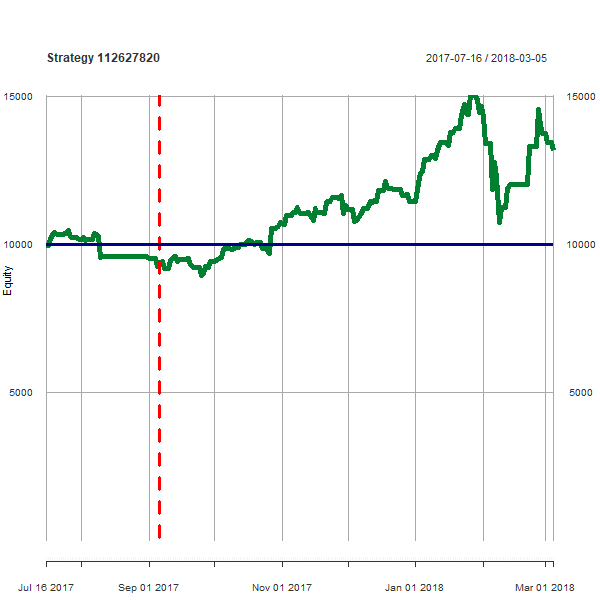 Strategy 112627820
2017-07-16 / 2018-03-05
15000
15000
10000
10000
Equity
5000
5000
Jul 16 2017
Sep 01 2017
Nov 01 2017
Jan 01 2018
Mar 01 2018